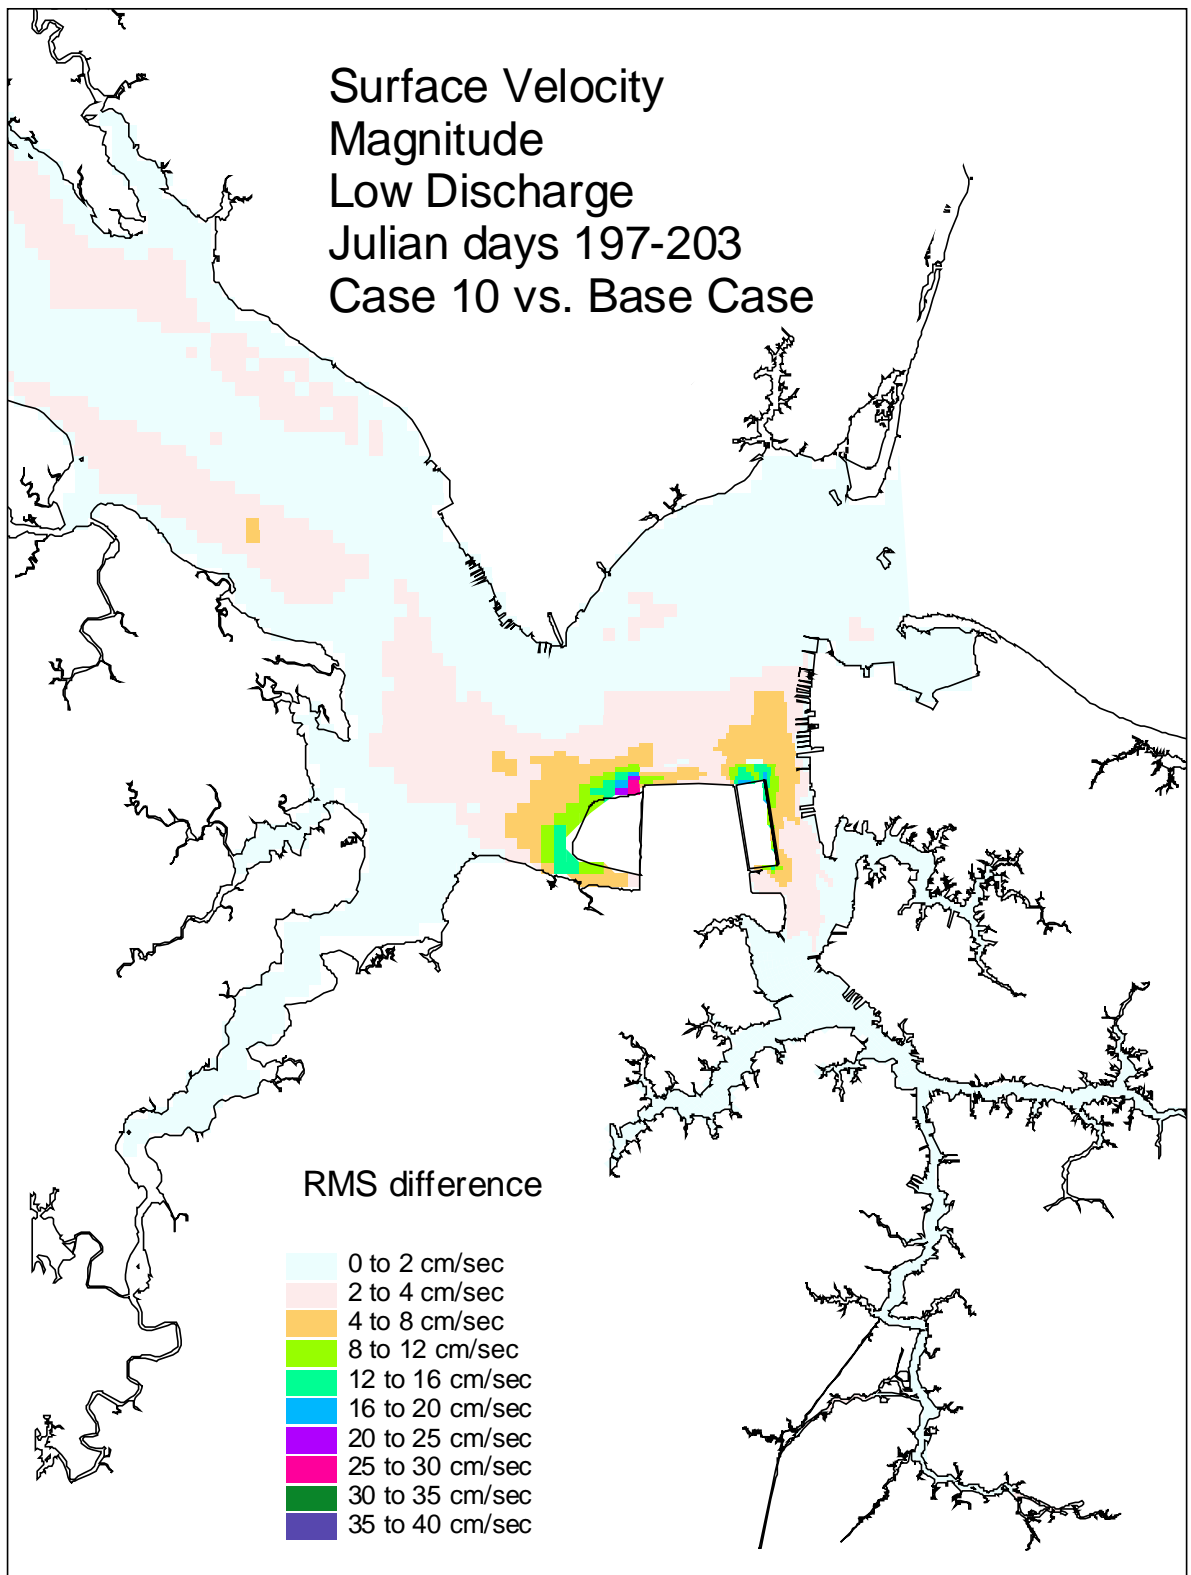 Surface Velocity
Magnitude
Low Discharge
Julian days 197-203
Case 10 vs. Base Case
RMS difference
0 to 2 cm/sec
2 to 4 cm/sec
4 to 8 cm/sec
8 to 12 cm/sec
12 to 16 cm/sec
16 to 20 cm/sec
20 to 25 cm/sec
25 to 30 cm/sec
30 to 35 cm/sec
35 to 40 cm/sec